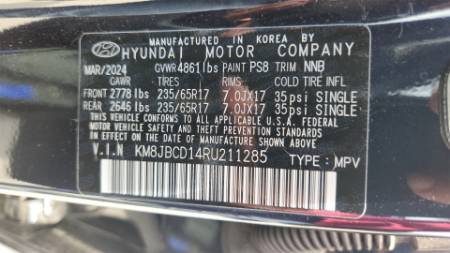 MANUFACTURED IN KOREA BY
HYUNDAI MOTOR COMPANY
MAR/2024 GVWR 4861 lbs PAINT PS8 TRIM NNB
GAWR TIRES RIMS COLD TIRE INFL
FRONT 2778 lbs 235/65R17 7.0JX17 35psi SINGLE
REAR 2646 lbs 235/65R17 7.0JX17 35psi SINGLE
THIS VEHICLE CONFORMS TO ALL APPLICABLE
U.S. FEDERAL MOTOR VEHICLE SAFETY AND
THEFT PREVENTION STANDARDS IN EFFECT ON THE
DATE OF MANUFACTURE SHOWN ABOVE.
V.I.N KM8JBCD14RU211285 TYPE : MPV